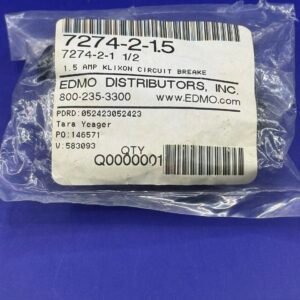 7274-2-1.5
7274-2-1 1/2
1.5 AMP KLIXON CIRCUIT BREAKE
EDMO DISTRIBUTORS, INC.
800-235-3300 www.EDMO.com
PDRD:052423052423
Tara Yeager
PO:146571
V:583093
QTY
Q0000001